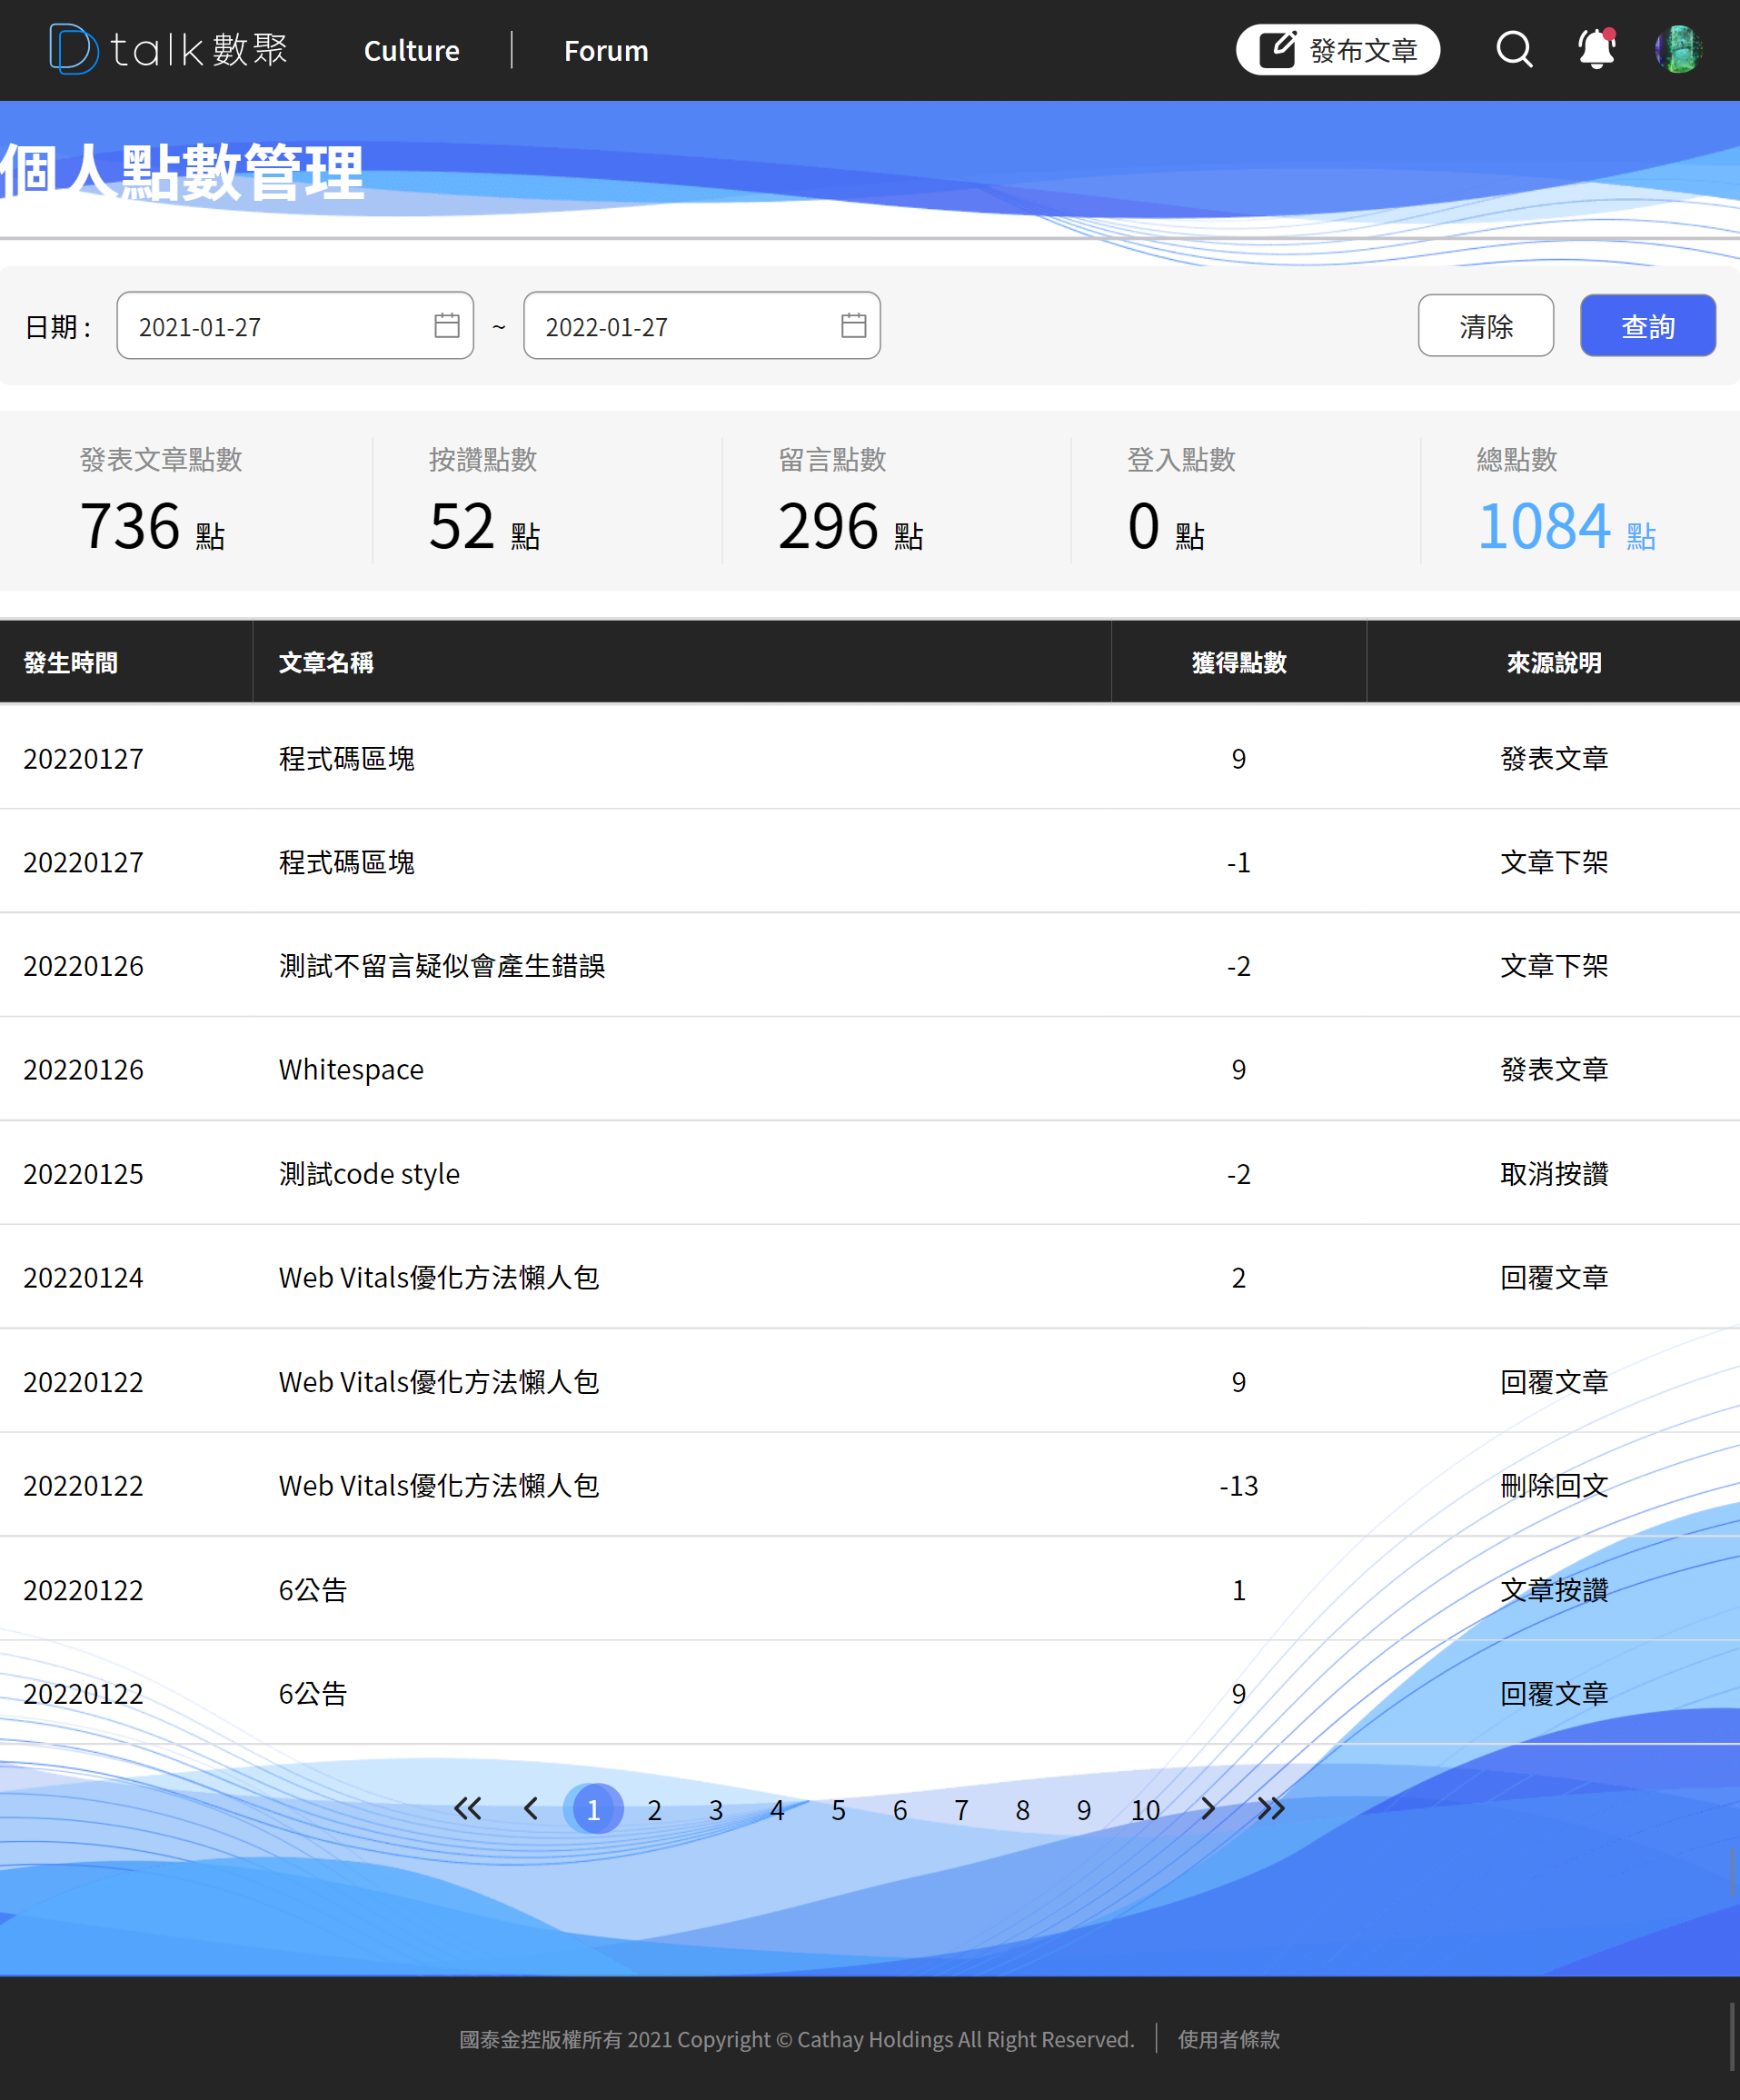 Dtalk數聚 Culture Forum 發布文章
個人點數管理
日期 : 2021-01-27 ~ 2022-01-27 清除 查詢
發表文章點數 按讚點數 留言點數 登入點數 總點數
736 點 52 點 296 點 0 點 1084 點
發生時間 文章名稱 獲得點數 來源說明
20220127 程式碼區塊 9 發表文章
20220127 程式碼區塊 -1 文章下架
20220126 測試不留言疑似會產生錯誤 -2 文章下架
20220126 Whitespace 9 發表文章
20220125 測試code style -2 取消按讚
20220124 Web Vitals優化方法懶人包 2 回覆文章
20220122 Web Vitals優化方法懶人包 9 回覆文章
20220122 Web Vitals優化方法懶人包 -13 刪除回文
20220122 6公告 1 文章按讚
20220122 6公告 9 回覆文章
1 2 3 4 5 6 7 8 9 10
國泰金控版權所有 2021 Copyright © Cathay Holdings All Right Reserved. 使用者條款